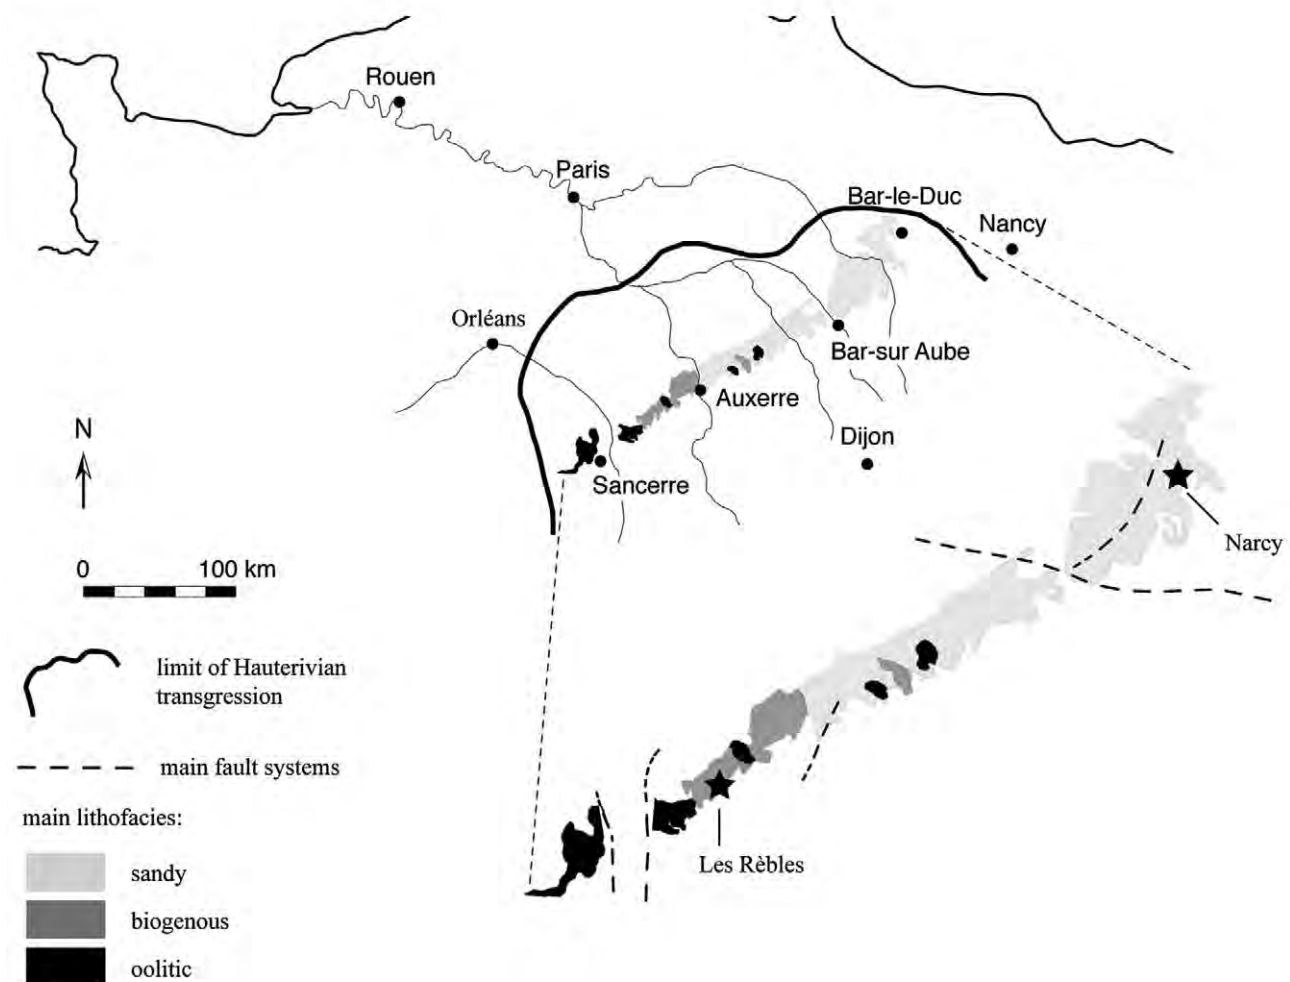 Rouen
Paris
Bar-le-Duc
Nancy
Orléans
Bar-sur Aube
Auxerre
N
Dijon
Sancerre
Narcy
0 100 km
limit of Hauterivian
transgression
main fault systems
main lithofacies:
Les Rèbles
sandy
biogenous
oolitic